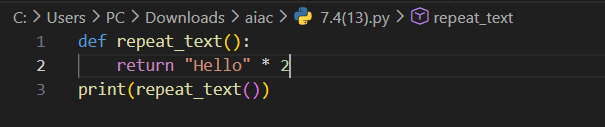 C: > Users > PC > Downloads > aiac > 7.4(13).py > repeat_text
1 def repeat_text():
2     return "Hello" * 2
3 print(repeat_text())